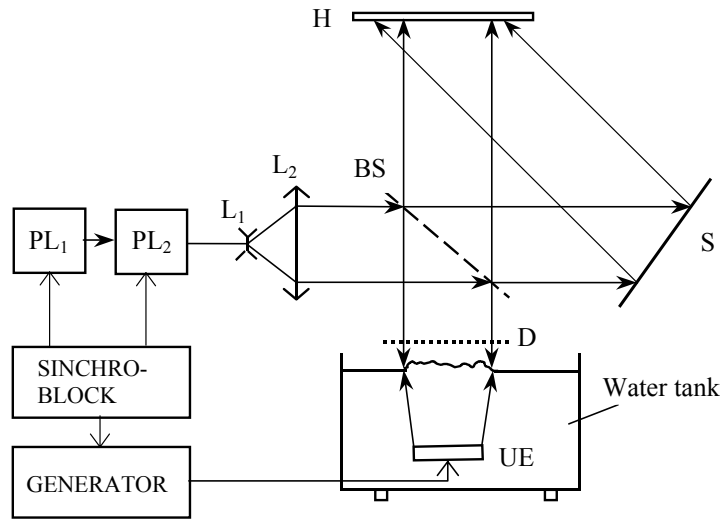 H
L₂
BS
L₁
PL₁
PL₂
S
D
SINCHRO-
BLOCK
Water tank
UE
GENERATOR